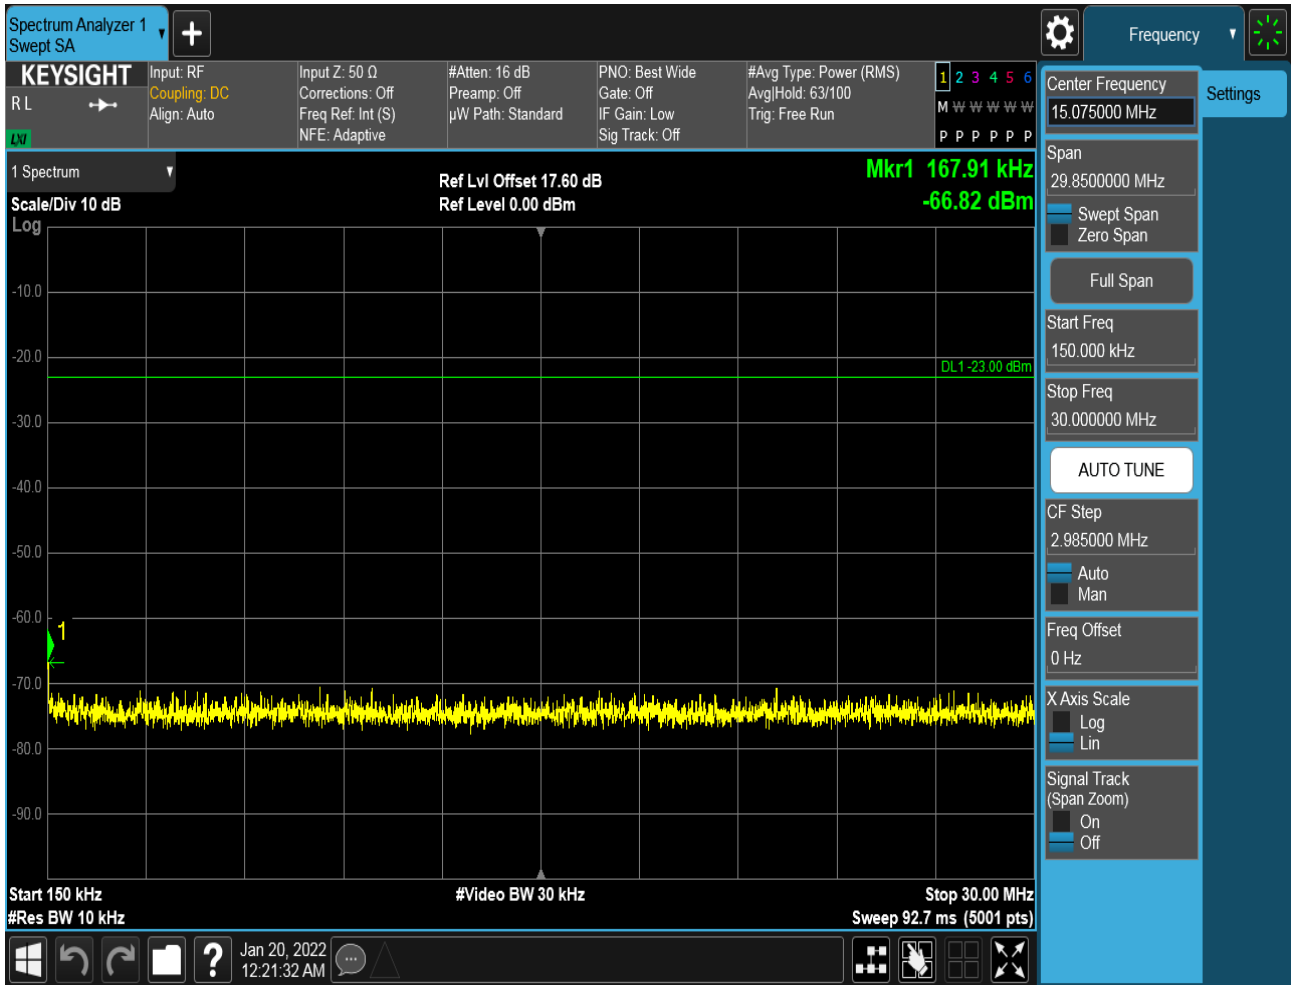 Spectrum Analyzer 1
Swept SA
Frequency
KEYSIGHT
R L
LXI
Input: RF
Coupling: DC
Align: Auto
Input Z: 50 Ω
Corrections: Off
Freq Ref: Int (S)
NFE: Adaptive
#Atten: 16 dB
Preamp: Off
µW Path: Standard
PNO: Best Wide
Gate: Off
IF Gain: Low
Sig Track: Off
#Avg Type: Power (RMS)
Avg|Hold: 63/100
Trig: Free Run
1 2 3 4 5 6
M W W W W W
P P P P P P
1 Spectrum
Scale/Div 10 dB
Log
Ref Lvl Offset 17.60 dB
Ref Level 0.00 dBm
Mkr1 167.91 kHz
-66.82 dBm
-10.0
-20.0
DL1 -23.00 dBm
-30.0
-40.0
-50.0
-60.0
1
-70.0
-80.0
-90.0
Start 150 kHz
#Video BW 30 kHz
Stop 30.00 MHz
#Res BW 10 kHz
Sweep 92.7 ms (5001 pts)
Jan 20, 2022
12:21:32 AM
Center Frequency
15.075000 MHz
Settings
Span
29.8500000 MHz
Swept Span
Zero Span
Full Span
Start Freq
150.000 kHz
Stop Freq
30.000000 MHz
AUTO TUNE
CF Step
2.985000 MHz
Auto
Man
Freq Offset
0 Hz
X Axis Scale
Log
Lin
Signal Track
(Span Zoom)
On
Off